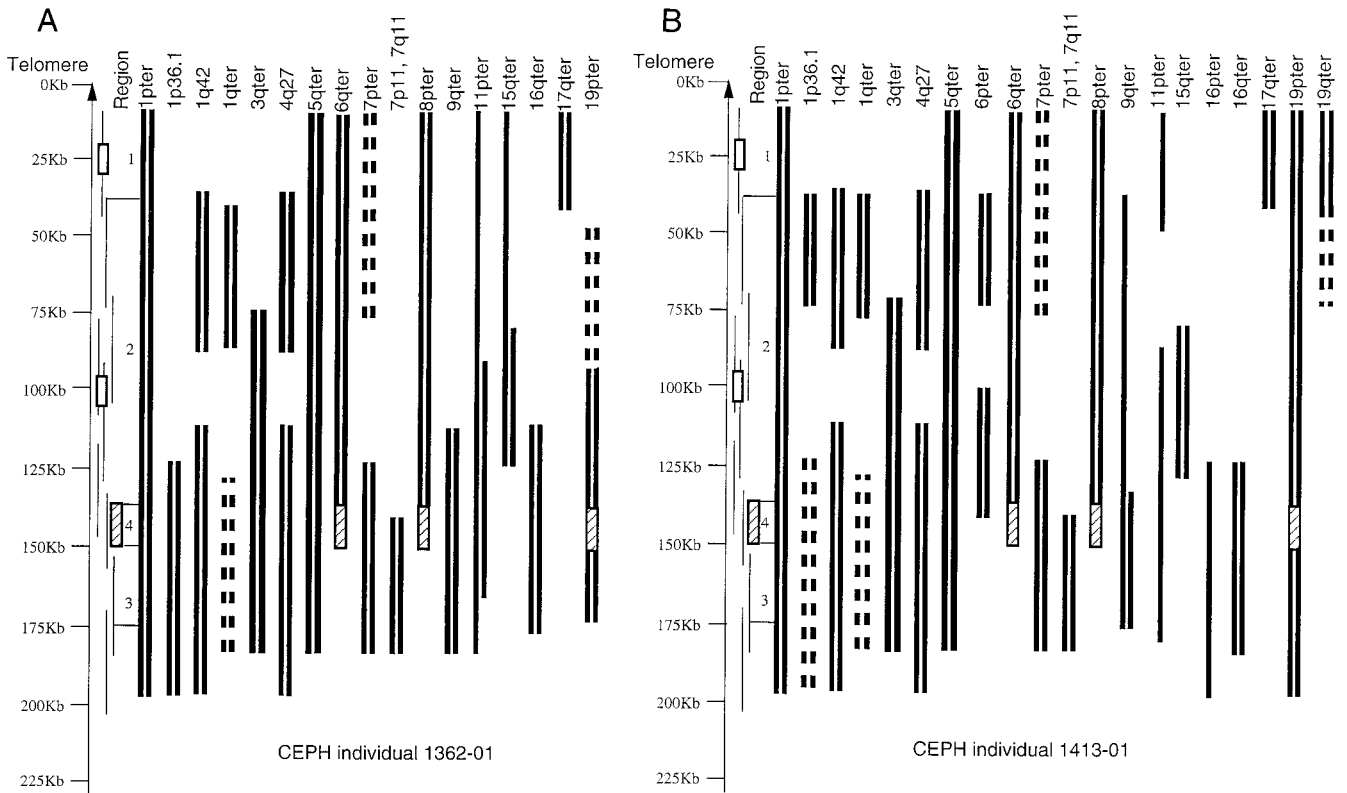 A
Telomere
0Kb
25Kb
50Kb
75Kb
100Kb
125Kb
150Kb
175Kb
200Kb
225Kb
Region
1pter
1p36.1
1q42
1qter
3qter
4q27
5qter
6qter
7pter
7p11, 7q11
8pter
9qter
11pter
15qter
16qter
17qter
19pter
1
2
4
3
CEPH individual 1362-01
B
Telomere
0Kb
25Kb
50Kb
75Kb
100Kb
125Kb
150Kb
175Kb
200Kb
225Kb
Region
1pter
1p36.1
1q42
1qter
3qter
4q27
5qter
6pter
6qter
7pter
7p11, 7q11
8pter
9qter
11pter
15qter
16pter
16qter
17qter
19pter
19qter
1
2
4
3
CEPH individual 1413-01